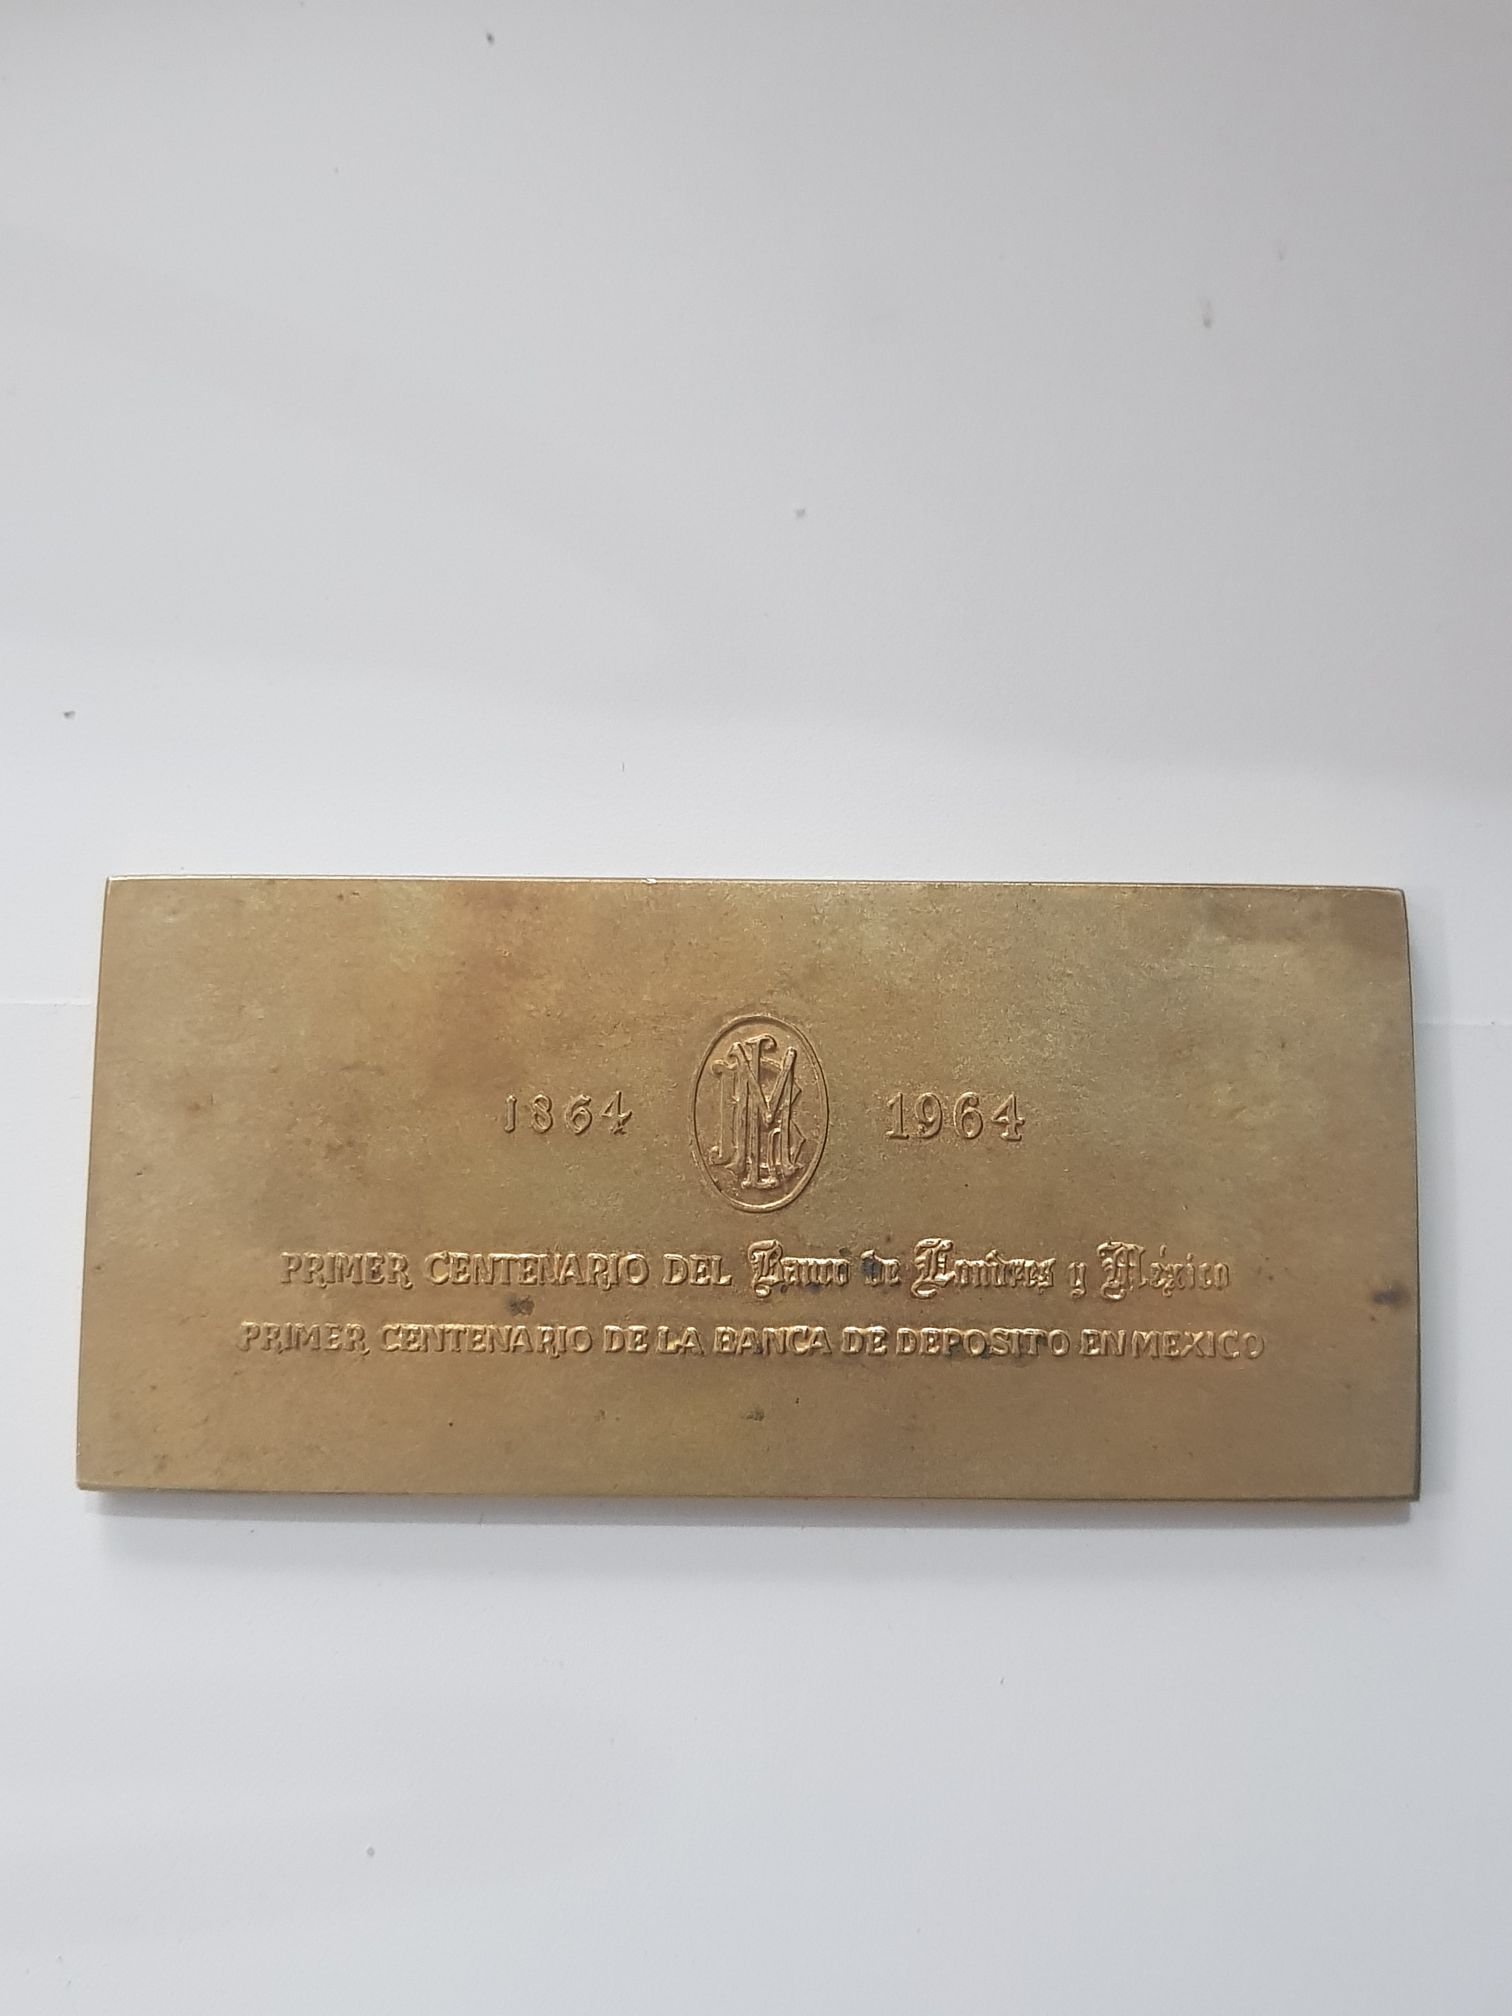 1864 1964
PRIMER CENTENARIO DEL Banco de Londres y México
PRIMER CENTENARIO DE LA BANCA DE DEPOSITO EN MEXICO